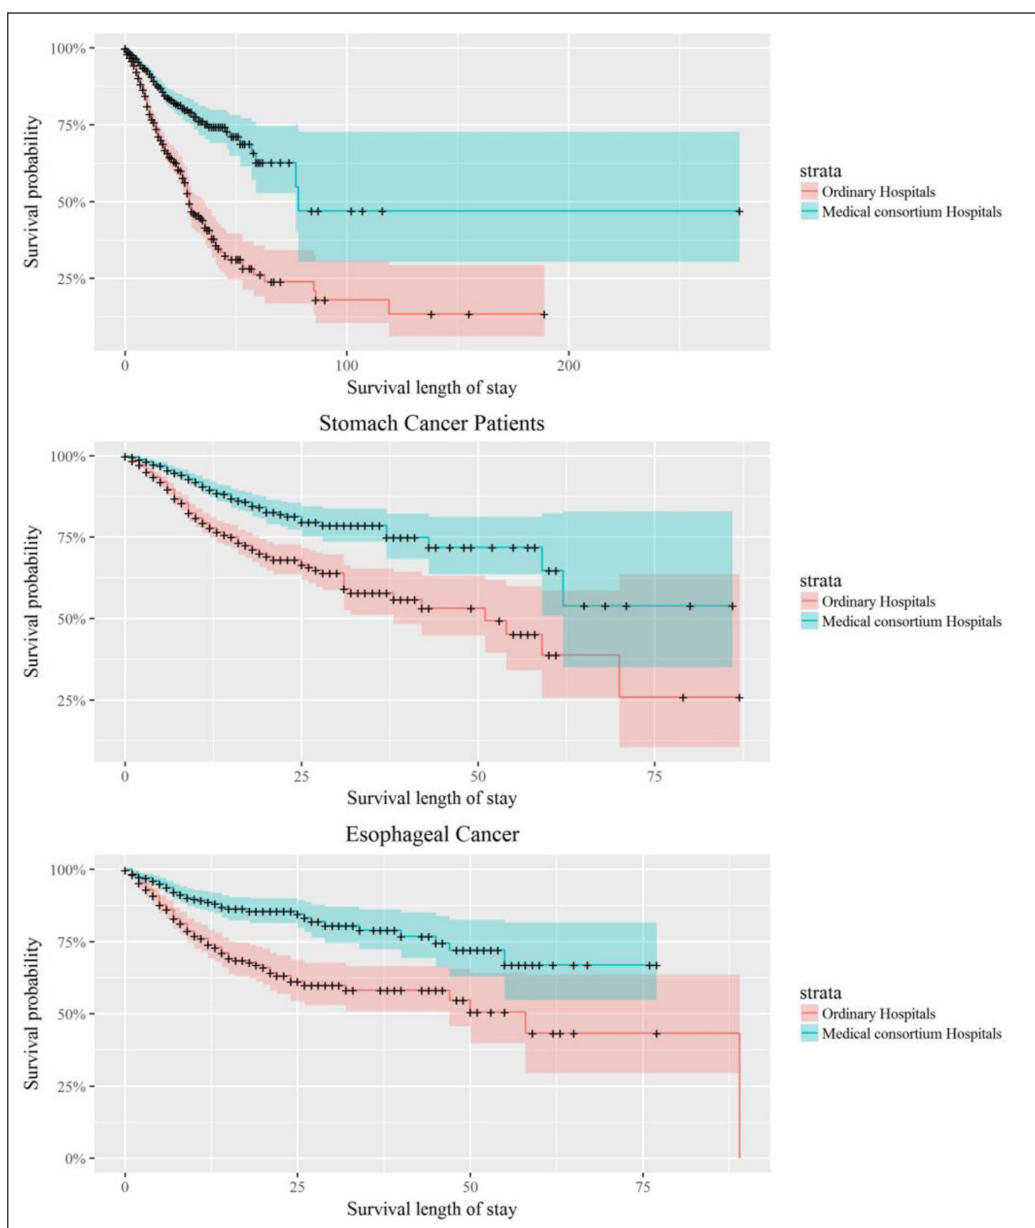 100%
75%
50%
25%
Survival probability
0
100
200
Survival length of stay
strata
Ordinary Hospitals
Medical consortium Hospitals
Stomach Cancer Patients
100%
75%
50%
25%
Survival probability
0
25
50
75
Survival length of stay
strata
Ordinary Hospitals
Medical consortium Hospitals
Esophageal Cancer
100%
75%
50%
25%
0%
Survival probability
0
25
50
75
Survival length of stay
strata
Ordinary Hospitals
Medical consortium Hospitals